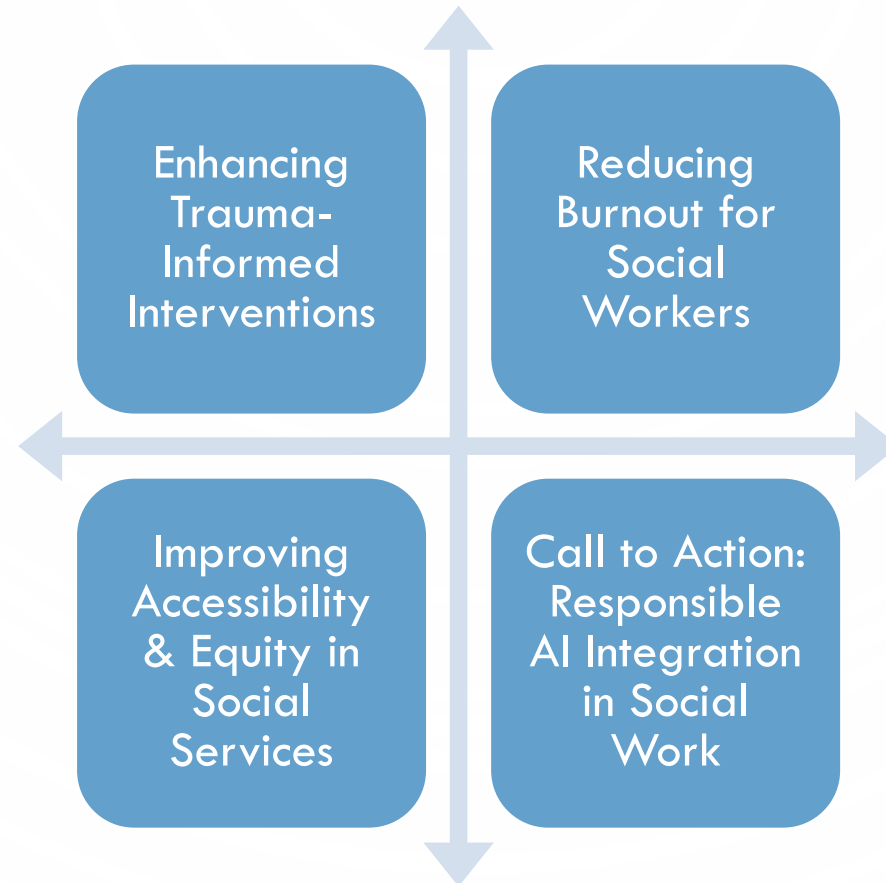 Enhancing
Trauma-
Informed
Interventions
Reducing
Burnout for
Social
Workers
Improving
Accessibility
& Equity in
Social
Services
Call to Action:
Responsible
AI Integration
in Social
Work